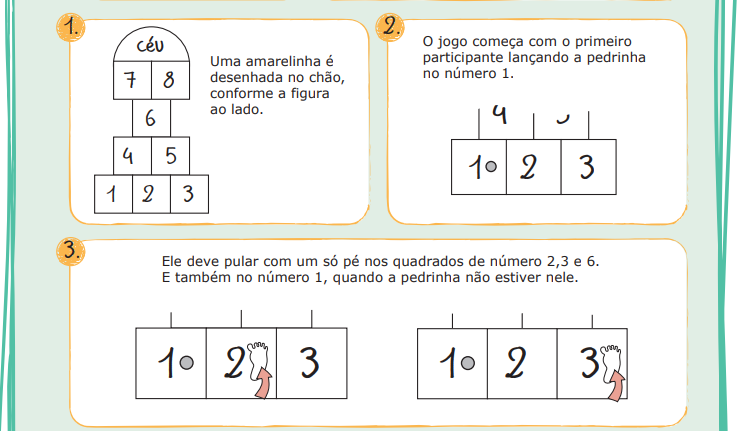 1.
céu
7 8
6
4 5
1 2 3
Uma amarelinha é
desenhada no chão,
conforme a figura
ao lado.
2.
O jogo começa com o primeiro
participante lançando a pedrinha
no número 1.
4
1 2 3
3.
Ele deve pular com um só pé nos quadrados de número 2,3 e 6.
E também no número 1, quando a pedrinha não estiver nele.
1 2 3
1 2 3